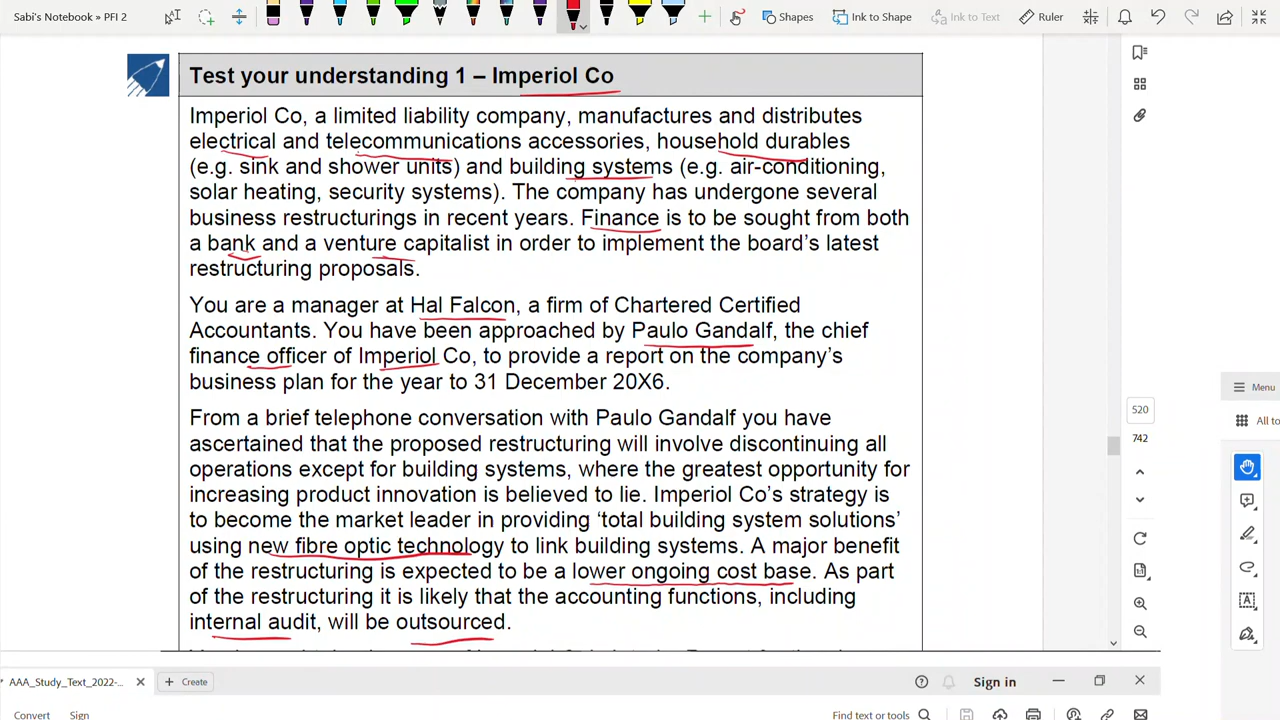 Sabi's Notebook » PFI 2
Shapes
Ink to Shape
Ink to Text
Ruler
Test your understanding 1 – Imperiol Co
Imperiol Co, a limited liability company, manufactures and distributes
electrical and telecommunications accessories, household durables
(e.g. sink and shower units) and building systems (e.g. air-conditioning,
solar heating, security systems). The company has undergone several
business restructurings in recent years. Finance is to be sought from both
a bank and a venture capitalist in order to implement the board's latest
restructuring proposals.
You are a manager at Hal Falcon, a firm of Chartered Certified
Accountants. You have been approached by Paulo Gandalf, the chief
finance officer of Imperiol Co, to provide a report on the company's
business plan for the year to 31 December 20X6.
From a brief telephone conversation with Paulo Gandalf you have
ascertained that the proposed restructuring will involve discontinuing all
operations except for building systems, where the greatest opportunity for
increasing product innovation is believed to lie. Imperiol Co's strategy is
to become the market leader in providing 'total building system solutions'
using new fibre optic technology to link building systems. A major benefit
of the restructuring is expected to be a lower ongoing cost base. As part
of the restructuring it is likely that the accounting functions, including
internal audit, will be outsourced.
520
742
Menu
All to
AAA_Study_Text_2022-...
Create
Sign in
Convert
Sign
Find text or tools